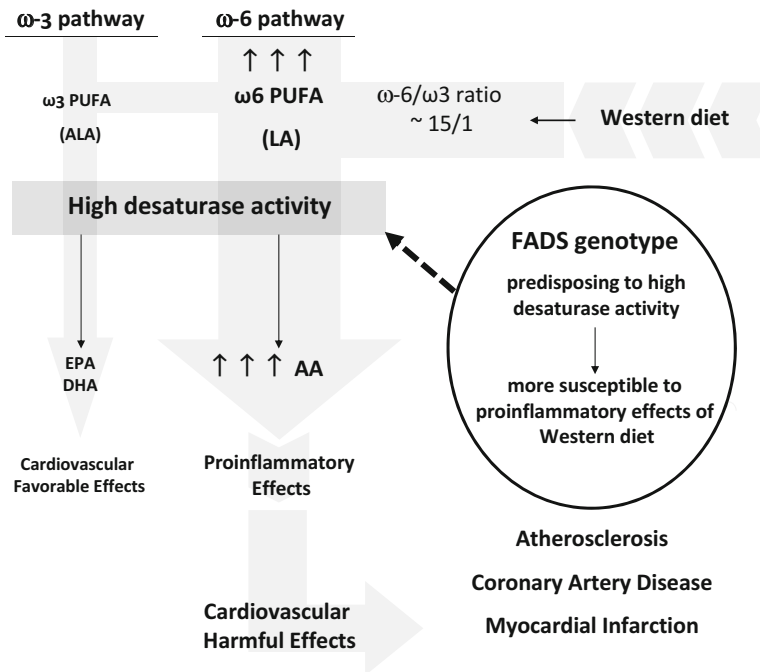 ω-3 pathway
ω-6 pathway
↑ ↑ ↑
ω3 PUFA
(ALA)
ω6 PUFA
(LA)
ω-6/ω3 ratio
~ 15/1
Western diet
High desaturase activity
FADS genotype
predisposing to high
desaturase activity
more susceptible to
proinflammatory effects of
Western diet
EPA
DHA
↑ ↑ ↑ AA
Cardiovascular
Favorable Effects
Proinflammatory
Effects
Cardiovascular
Harmful Effects
Atherosclerosis
Coronary Artery Disease
Myocardial Infarction